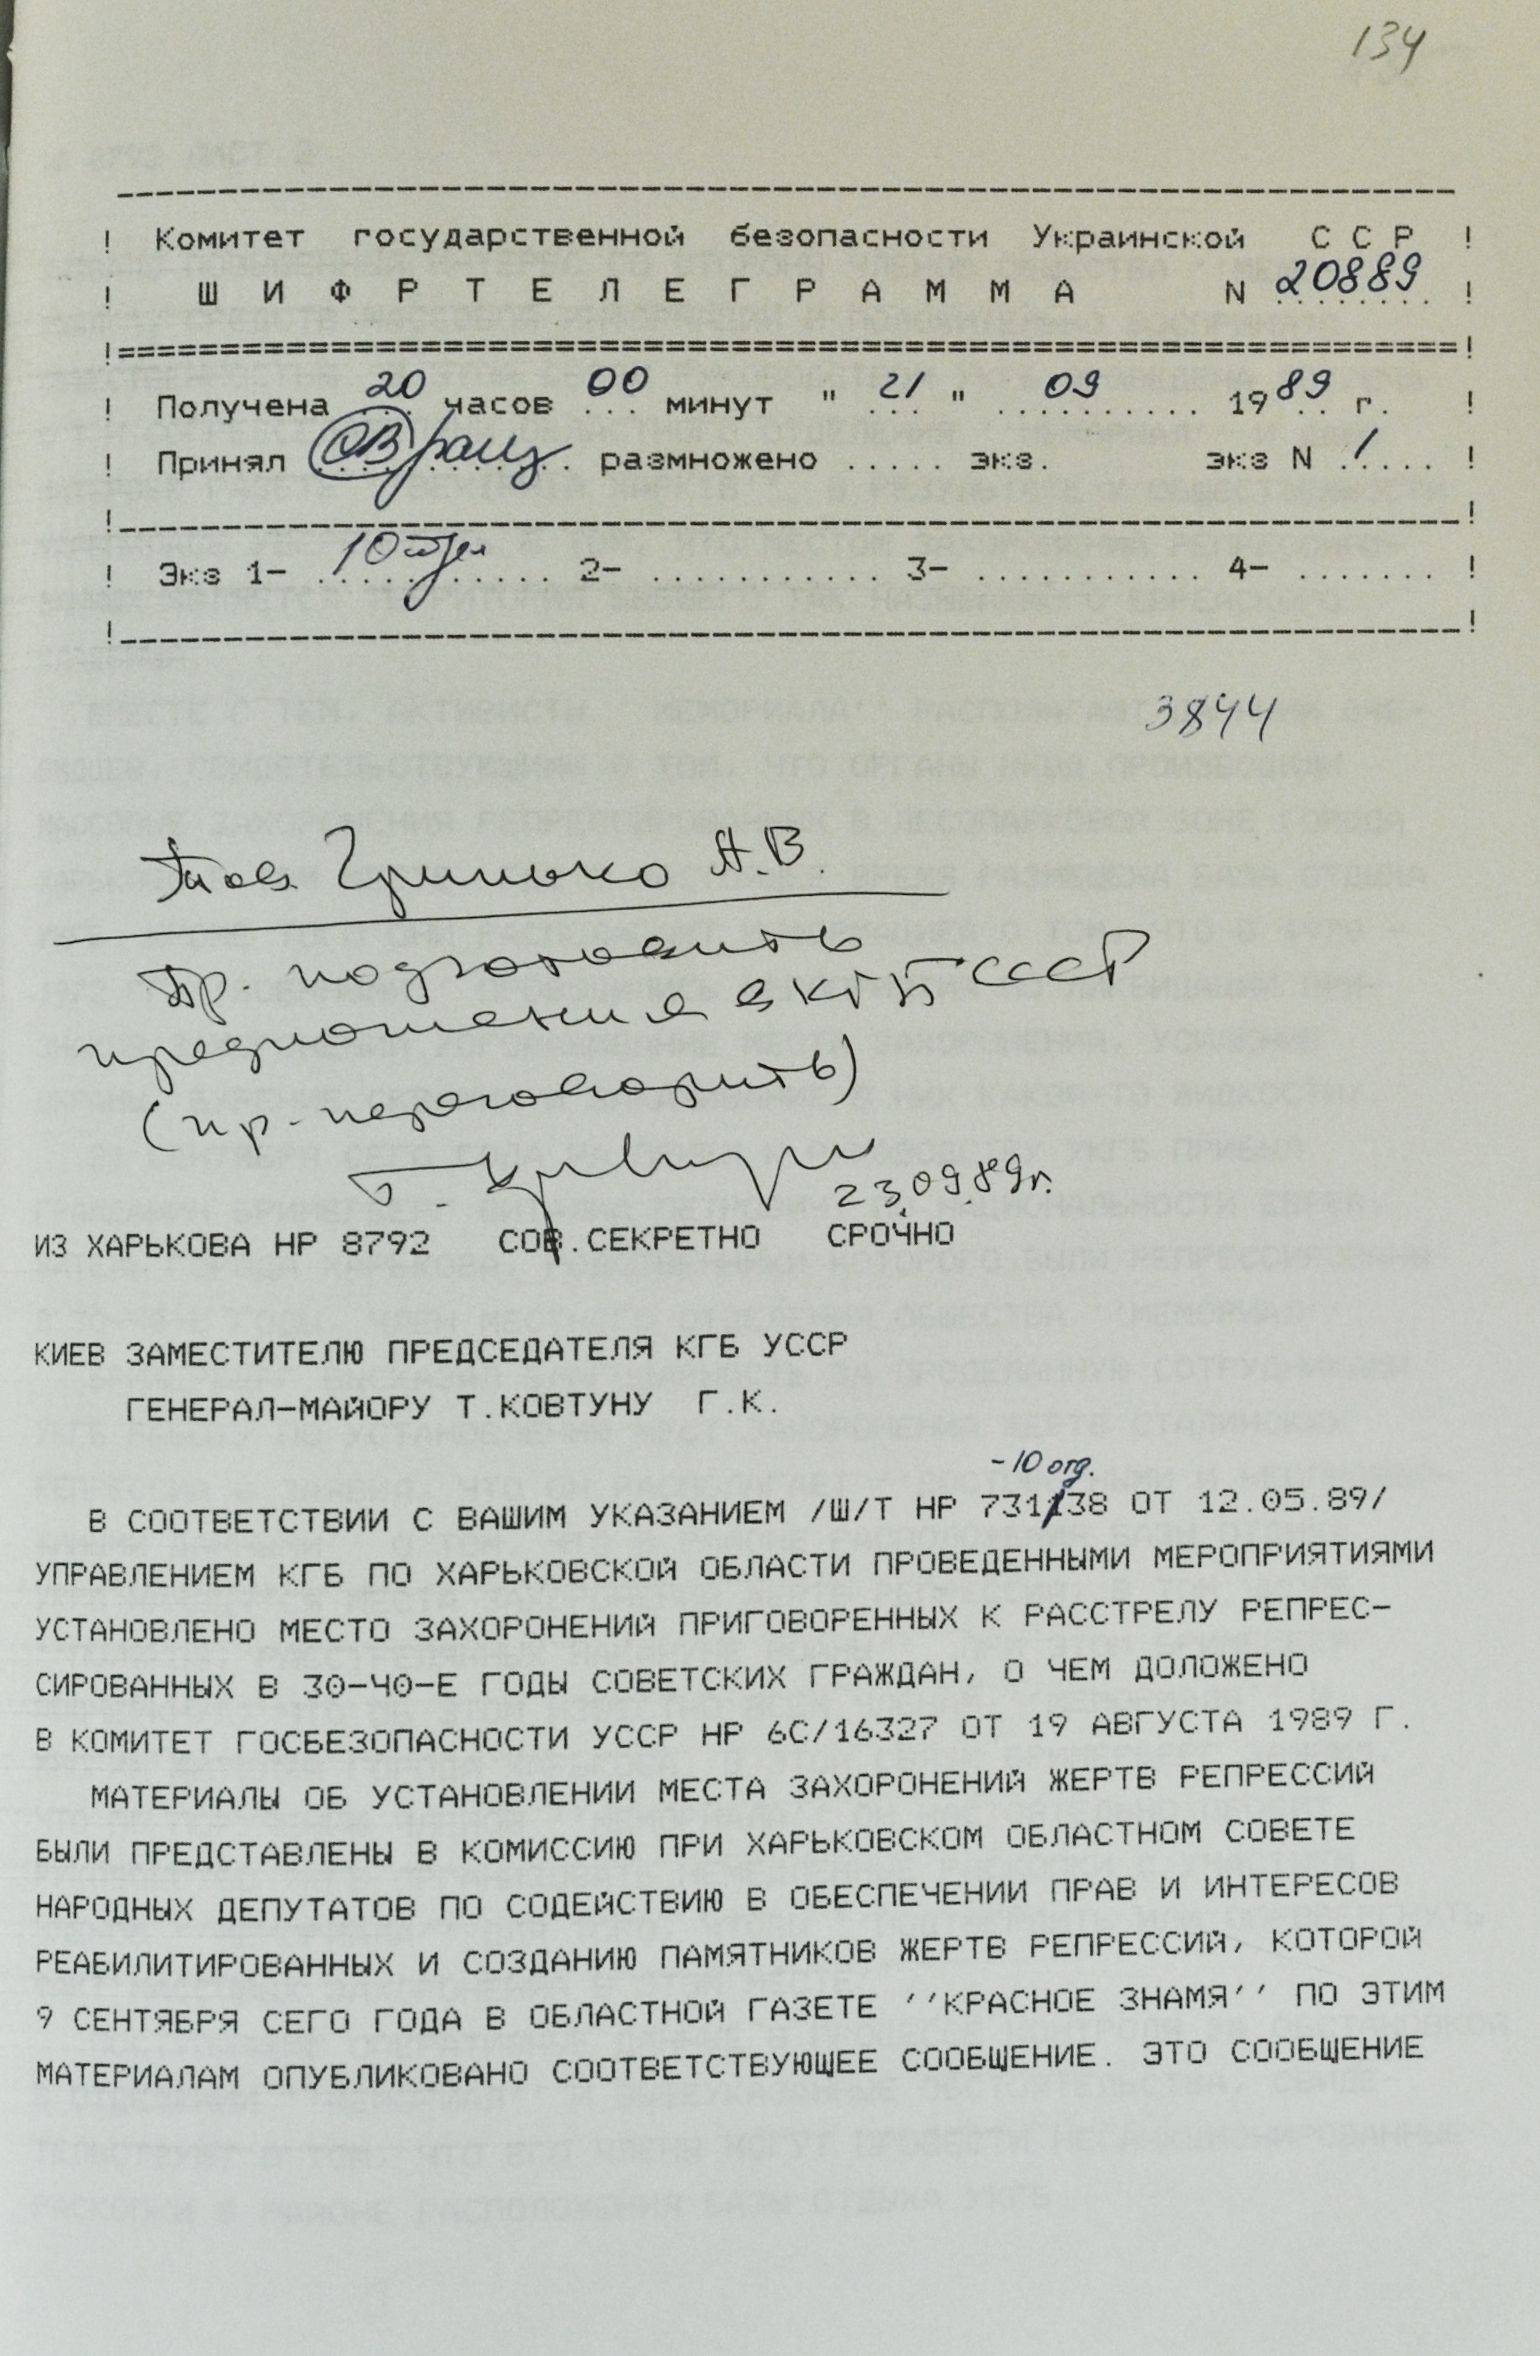 134
Комитет государственной безопасности Украинской С С Р
Ш И Ф Р Т Е Л Е Г Р А М М А N 20889
Получена 20 часов 00 минут " 21 " 09 19 89 г.
Принял размножено ..... экз. экз N 1
Экз 1- 10 отдел 2- ........... 3- ........... 4- .......
3844
Тов. Гринько А.В.
Пр. подготовить
предложения в КГБ СССР
(пр. переговорить)
23.09.89г.
ИЗ ХАРЬКОВА НР 8792 СОВ.СЕКРЕТНО СРОЧНО
КИЕВ ЗАМЕСТИТЕЛЮ ПРЕДСЕДАТЕЛЯ КГБ УССР
ГЕНЕРАЛ-МАЙОРУ Т.КОВТУНУ Г.К.
-10 отд.
В СООТВЕТСТВИИ С ВАШИМ УКАЗАНИЕМ /Ш/Т НР 731138 ОТ 12.05.89/
УПРАВЛЕНИЕМ КГБ ПО ХАРЬКОВСКОЙ ОБЛАСТИ ПРОВЕДЕННЫМИ МЕРОПРИЯТИЯМИ
УСТАНОВЛЕНО МЕСТО ЗАХОРОНЕНИЙ ПРИГОВОРЕННЫХ К РАССТРЕЛУ РЕПРЕС-
СИРОВАННЫХ В 30-40-Е ГОДЫ СОВЕТСКИХ ГРАЖДАН, О ЧЕМ ДОЛОЖЕНО
В КОМИТЕТ ГОСБЕЗОПАСНОСТИ УССР НР 6С/16327 ОТ 19 АВГУСТА 1989 Г.
МАТЕРИАЛЫ ОБ УСТАНОВЛЕНИИ МЕСТА ЗАХОРОНЕНИЙ ЖЕРТВ РЕПРЕССИЙ
БЫЛИ ПРЕДСТАВЛЕНЫ В КОМИССИЮ ПРИ ХАРЬКОВСКОМ ОБЛАСТНОМ СОВЕТЕ
НАРОДНЫХ ДЕПУТАТОВ ПО СОДЕЙСТВИЮ В ОБЕСПЕЧЕНИИ ПРАВ И ИНТЕРЕСОВ
РЕАБИЛИТИРОВАННЫХ И СОЗДАНИЮ ПАМЯТНИКОВ ЖЕРТВ РЕПРЕССИЙ, КОТОРОЙ
9 СЕНТЯБРЯ СЕГО ГОДА В ОБЛАСТНОЙ ГАЗЕТЕ ''КРАСНОЕ ЗНАМЯ'' ПО ЭТИМ
МАТЕРИАЛАМ ОПУБЛИКОВАНО СООТВЕТСТВУЮЩЕЕ СООБЩЕНИЕ. ЭТО СООБЩЕНИЕ